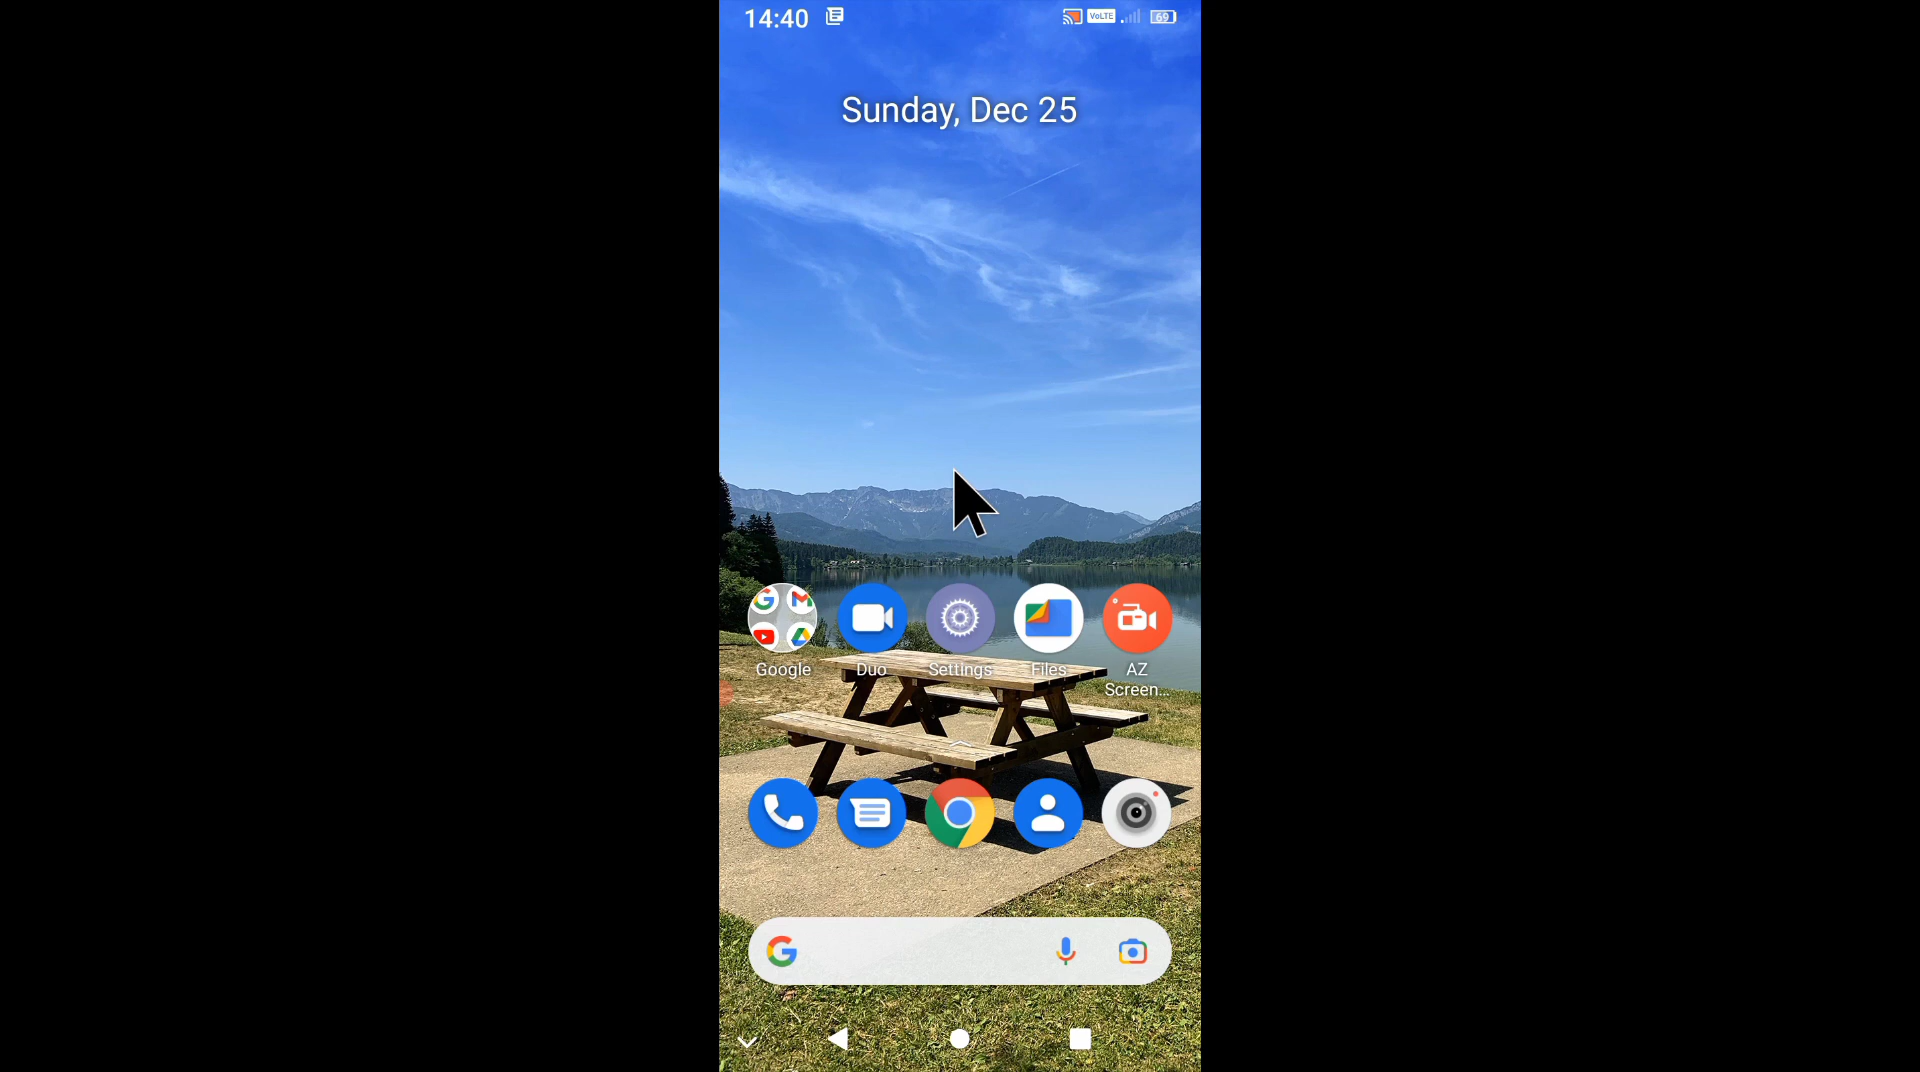 14:40
VoLTE
69
Sunday, Dec 25
Google
Duo
Settings
Files
AZ
Screen...